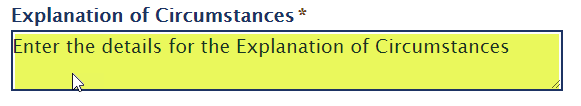 Explanation of Circumstances *
Enter the details for the Explanation of Circumstances